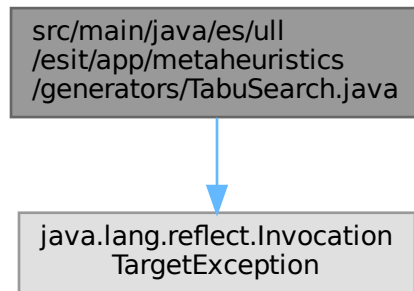 src/main/java/es/ull
/esit/app/metaheuristics
/generators/TabuSearch.java
java.lang.reflect.Invocation
TargetException